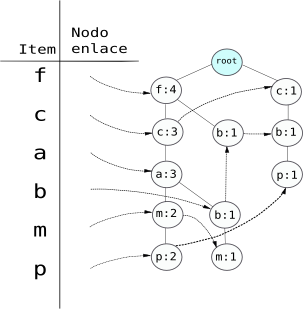 Item
Nodo
enlace
f
c
a
b
m
p
root
f:4
c:1
c:3
b:1
b:1
a:3
p:1
m:2
b:1
p:2
m:1